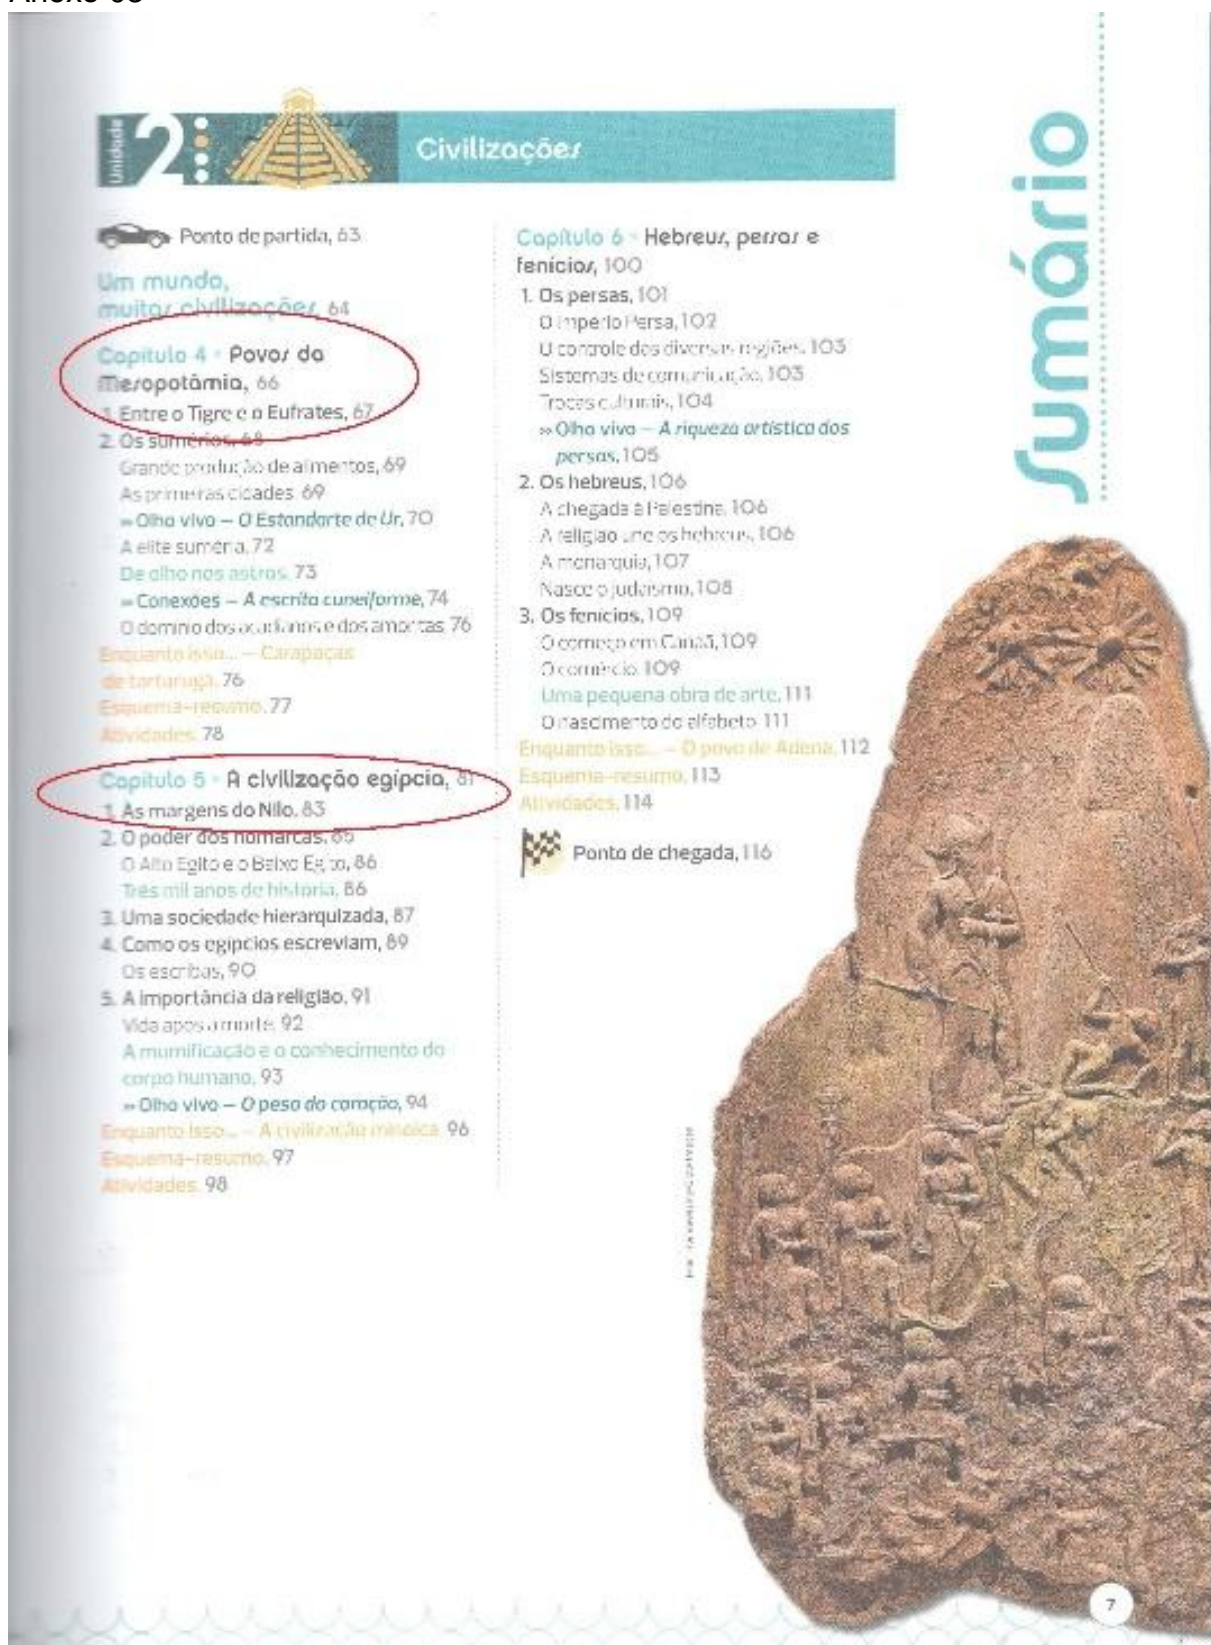 Unidade
2
Civilizações
Sumário
Ponto de partida, 63
Um mundo,
muitas civilizações, 64
Capítulo 4 • Povos da
Mesopotâmia, 66
1. Entre o Tigre e o Eufrates, 67
2. Os sumérios, 68
Grande produção de alimentos, 69
As primeiras cidades, 69
» Olho vivo – O Estandarte de Ur, 70
A elite suméria, 72
De olho nos astros, 73
» Conexões – A escrita cuneiforme, 74
O domínio dos acadianos e dos amoritas, 76
Enquanto isso... – Carapaças
de tartaruga, 76
Esquema-resumo, 77
Atividades, 78
Capítulo 5 • A civilização egípcia, 81
1. Às margens do Nilo, 83
2. O poder dos nomarcas, 85
O Alto Egito e o Baixo Egito, 86
Três mil anos de história, 86
3. Uma sociedade hierarquizada, 87
4. Como os egípcios escreviam, 89
Os escribas, 90
5. A importância da religião, 91
Vida após a morte, 92
A mumificação e o conhecimento do
corpo humano, 93
» Olho vivo – O peso do coração, 94
Enquanto isso... – A civilização minoica, 96
Esquema-resumo, 97
Atividades, 98
Capítulo 6 • Hebreus, persas e
fenícios, 100
1. Os persas, 101
O Império Persa, 102
O controle das diversas regiões, 103
Sistemas de comunicação, 103
Trocas culturais, 104
» Olho vivo – A riqueza artística dos
persas, 105
2. Os hebreus, 106
A chegada à Palestina, 106
A religião une os hebreus, 106
A monarquia, 107
Nasce o judaísmo, 108
3. Os fenícios, 109
O começo em Canaã, 109
O comércio, 109
Uma pequena obra de arte, 111
O nascimento do alfabeto, 111
Enquanto isso... – O povo de Adena, 112
Esquema-resumo, 113
Atividades, 114
Ponto de chegada, 116
7